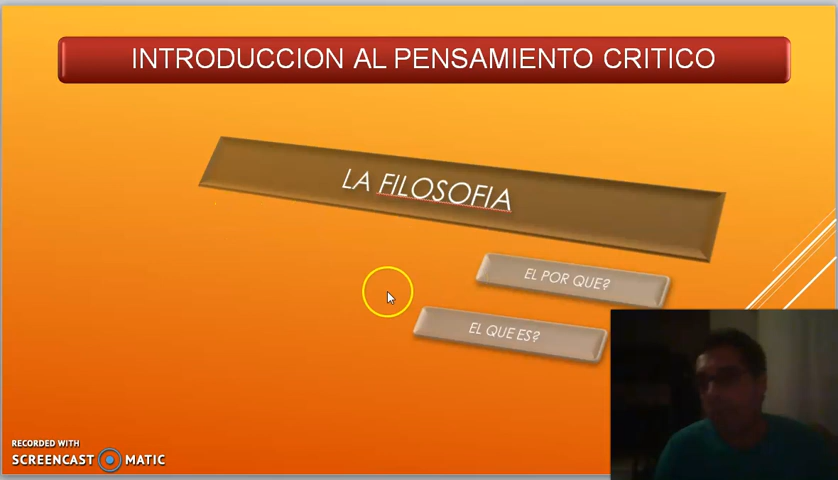 INTRODUCCION AL PENSAMIENTO CRITICO
LA FILOSOFIA
EL POR QUE?
EL QUE ES?
RECORDED WITH
SCREENCAST MATIC